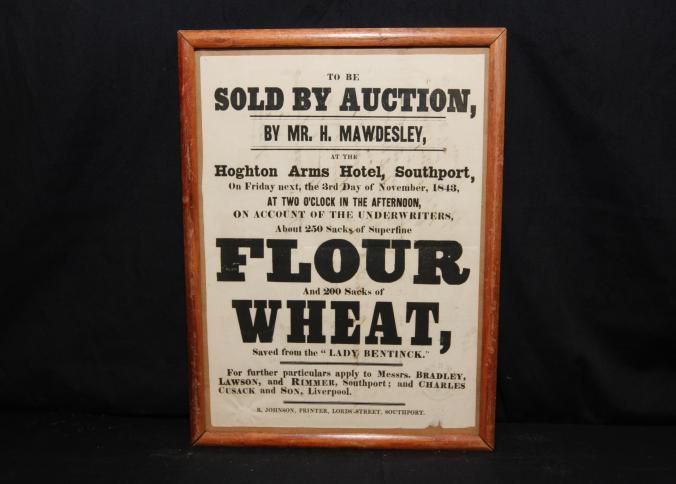 TO BE
SOLD BY AUCTION,
BY MR. H. MAWDESLEY,
AT THE
Hoghton Arms Hotel, Southport,
On Friday next, the 3rd Day of November, 1843,
AT TWO O'CLOCK IN THE AFTERNOON,
ON ACCOUNT OF THE UNDERWRITERS,
About 250 Sacks of Superfine
FLOUR
And 200 Sacks of
WHEAT,
Saved from the "LADY BENTINCK."
For further particulars apply to Messrs. BRADLEY,
LAWSON, and RIMMER, Southport; and CHARLES
CUSACK and SON, Liverpool.
R. JOHNSON, PRINTER, LORDS-STREET, SOUTHPORT.